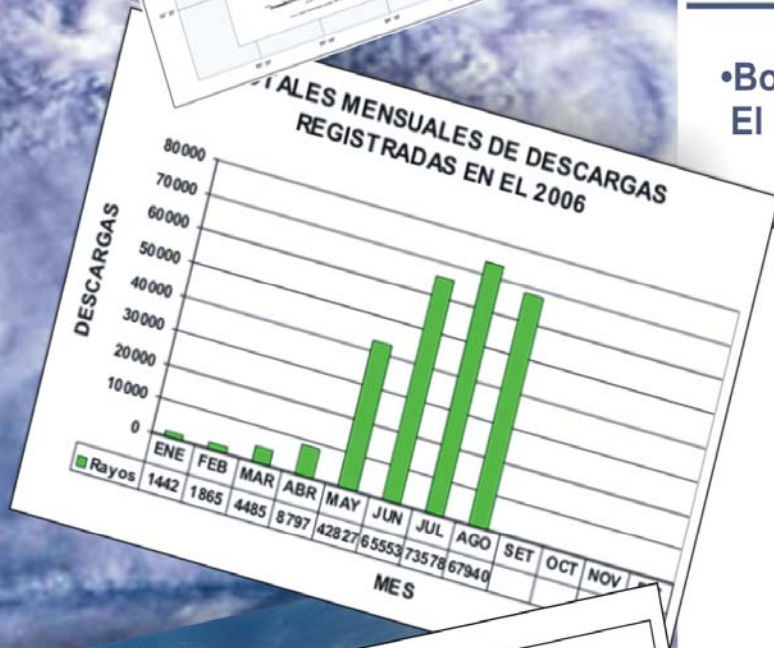 •Bo
El
TALES MENSUALES DE DESCARGAS
REGISTRADAS EN EL 2006
DESCARGAS
80000
70000
60000
50000
40000
30000
20000
10000
0
ENE FEB MAR ABR MAY JUN JUL AGO SET OCT NOV
Rayos 1442 1865 4485 8797 42827 65553 73578 67940
MES